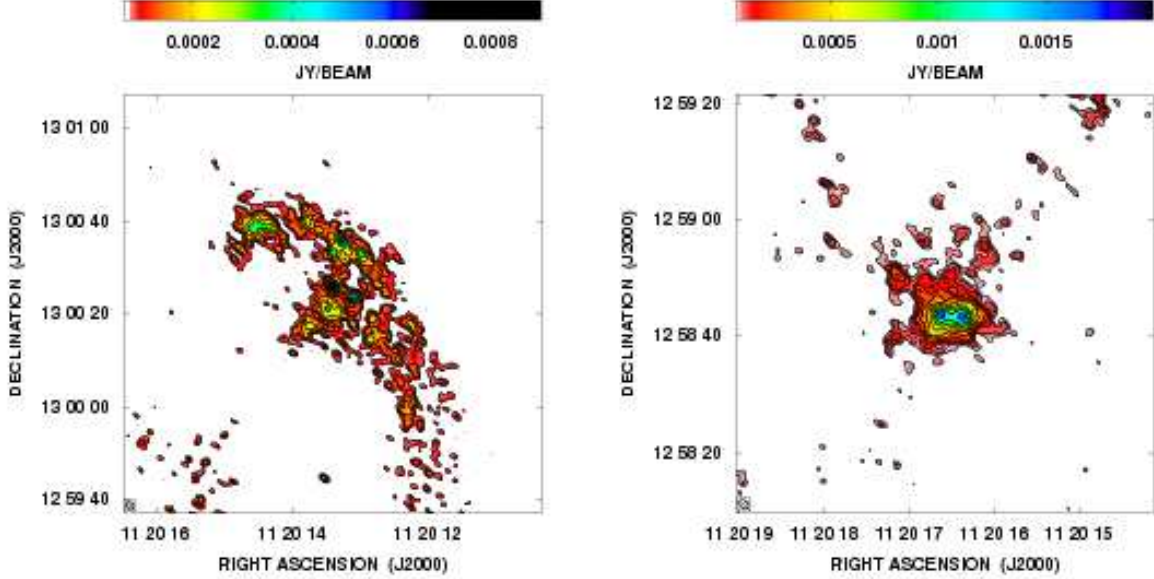 0.0002 0.0004 0.0006 0.0008
JY/BEAM
DECLINATION (J2000)
13 01 00
13 00 40
13 00 20
13 00 00
12 59 40
11 20 16 11 20 14 11 20 12
RIGHT ASCENSION (J2000)
0.0005 0.001 0.0015
JY/BEAM
DECLINATION (J2000)
12 59 20
12 59 00
12 58 40
12 58 20
11 20 19 11 20 18 11 20 17 11 20 16 11 20 15
RIGHT ASCENSION (J2000)